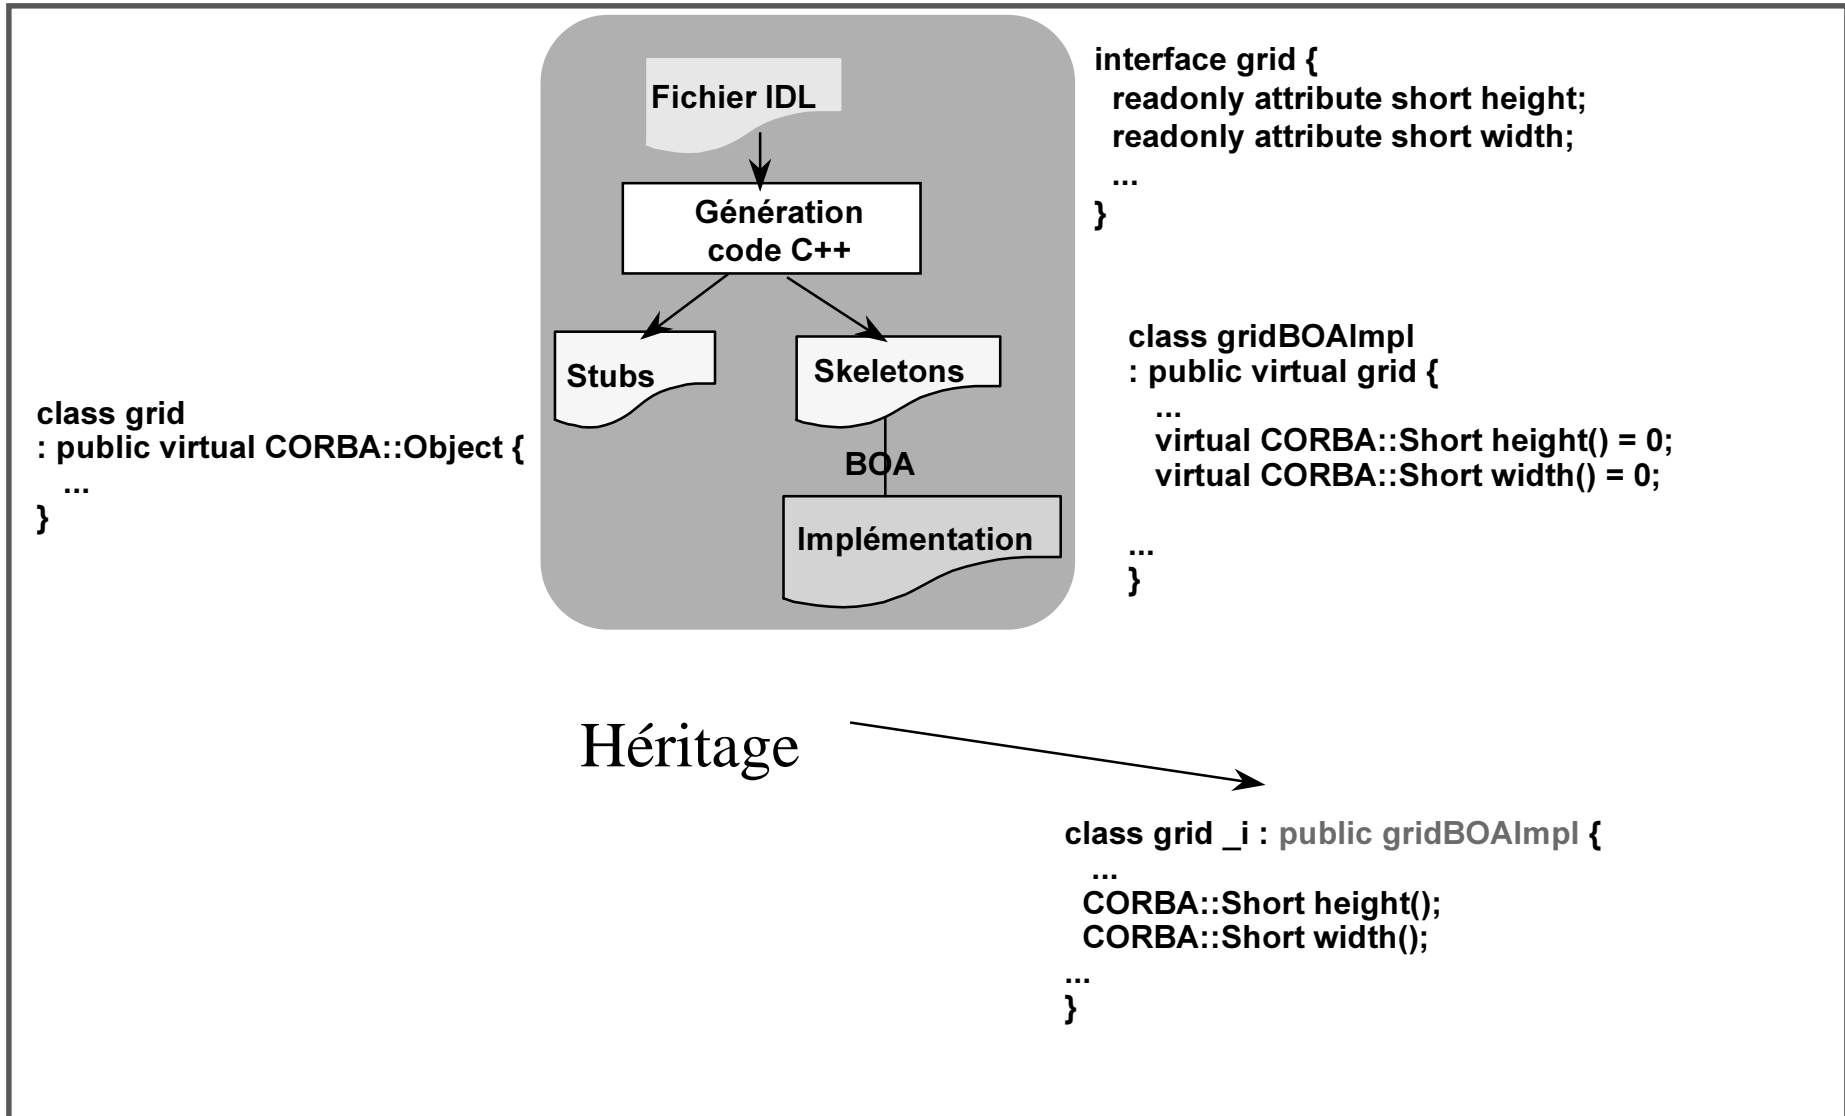 Fichier IDL
Génération
code C++
Stubs
Skeletons
BOA
Implémentation
interface grid {
readonly attribute short height;
readonly attribute short width;
...
}
class grid
: public virtual CORBA::Object {
...
}
class gridBOAImpl
: public virtual grid {
...
virtual CORBA::Short height() = 0;
virtual CORBA::Short width() = 0;
...
}
Héritage
class grid _i : public gridBOAImpl {
...
CORBA::Short height();
CORBA::Short width();
...
}